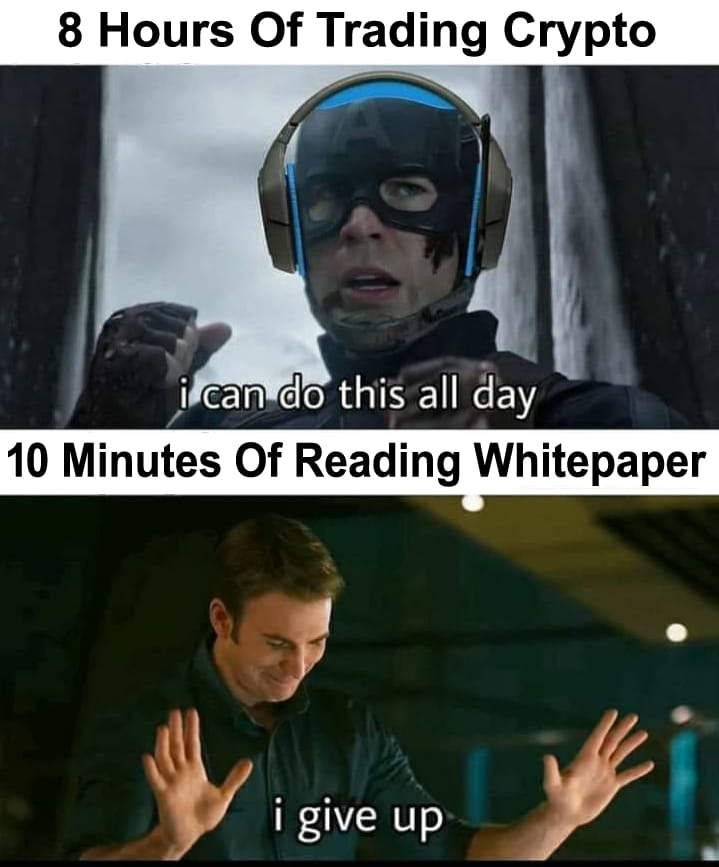 8 Hours Of Trading Crypto
i can do this all day
10 Minutes Of Reading Whitepaper
i give up